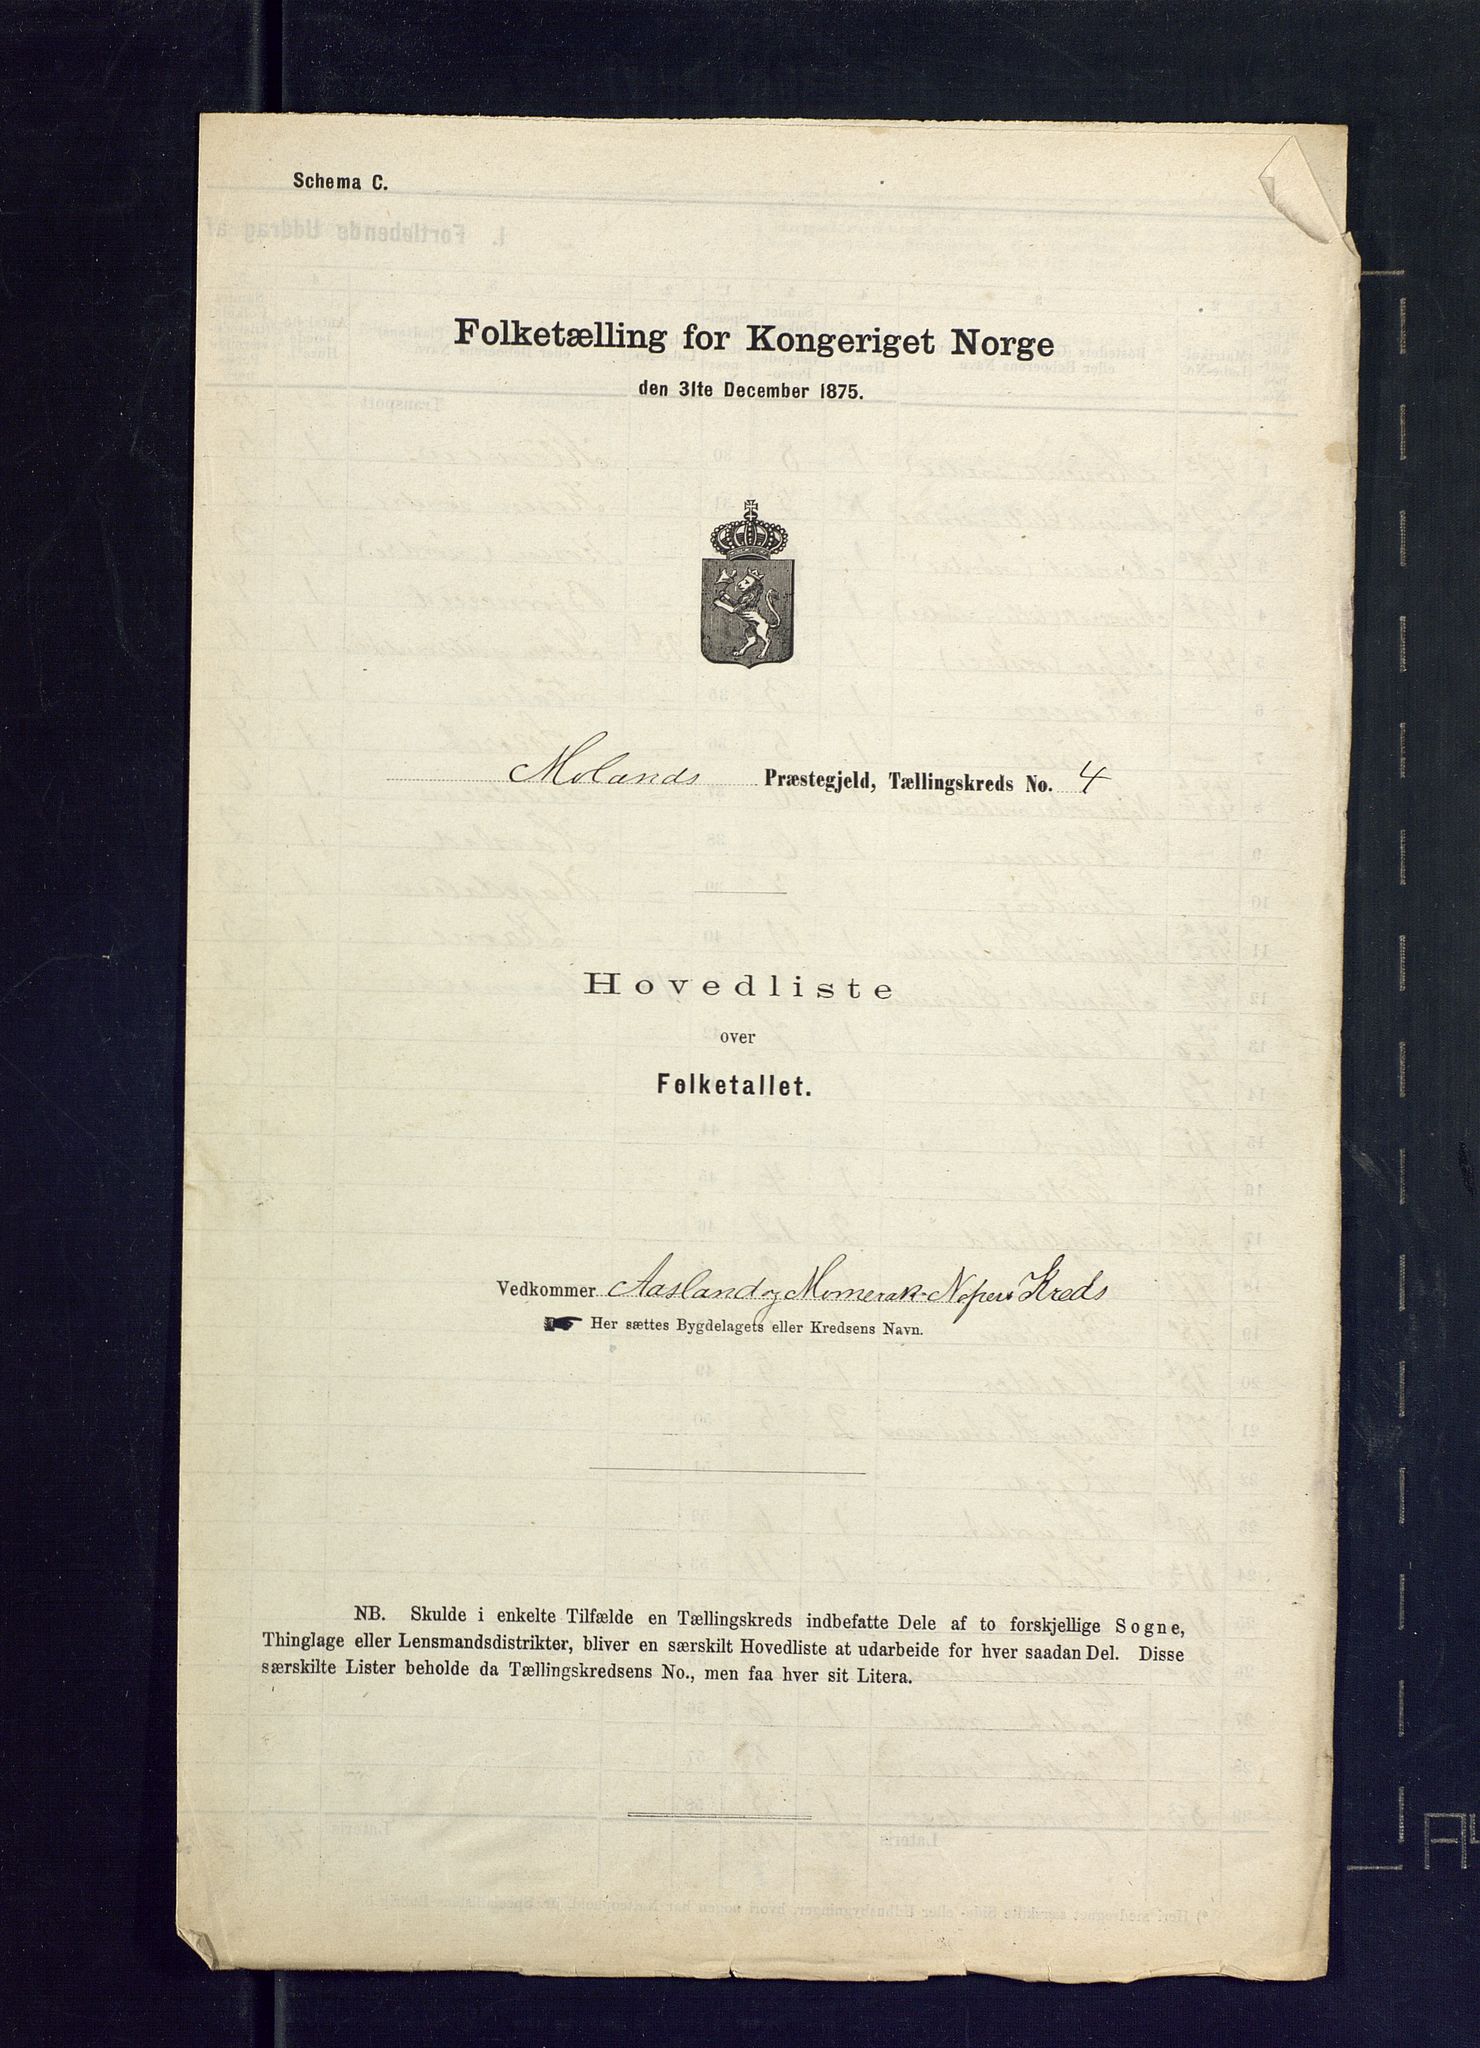 Schema C.
Folketælling for Kongeriget Norge
den 31te December 1875.
Molands Præstegjeld, Tællingskreds No. 4
Hovedliste
over
Folketallet.
Vedkommer Aasland og Momerak-Næpers Kreds
Her sættes Bygdelagets eller Kredsens Navn.
NB. Skulde i enkelte Tilfælde en Tællingskreds indbefatte Dele af to forskjellige Sogne,
Thinglage eller Lensmandsdistrikter, bliver en særskilt Hovedliste at udarbeide for hver saadan Del. Disse
særskilte Lister beholde da Tællingskredsens No., men faa hver sit Litera.